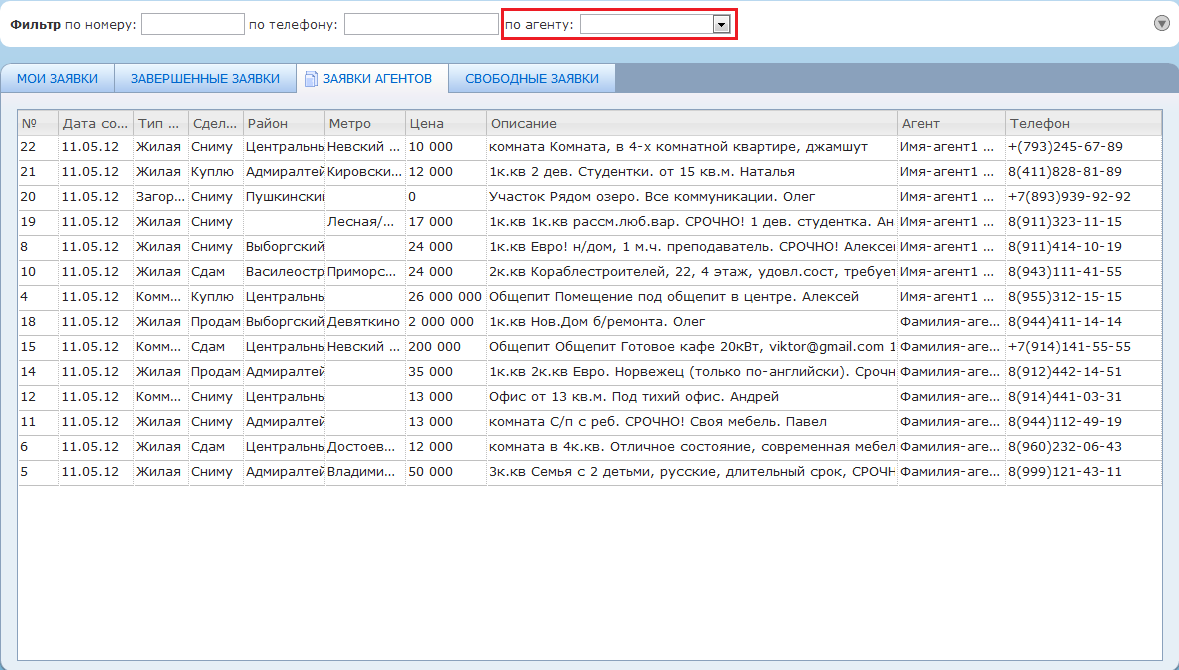 Фильтр по номеру: по телефону: по агенту:
МОИ ЗАЯВКИ ЗАВЕРШЕННЫЕ ЗАЯВКИ ЗАЯВКИ АГЕНТОВ СВОБОДНЫЕ ЗАЯВКИ
№ Дата со... Тип ... Сдел... Район Метро Цена Описание Агент Телефон
22 11.05.12 Жилая Сниму Центральнь Невский ... 10 000 комната Комната, в 4-х комнатной квартире, джамшут Имя-агент1 ... +(793)245-67-89
21 11.05.12 Жилая Куплю Адмиралтей Кировски... 12 000 1к.кв 2 дев. Студентки. от 15 кв.м. Наталья Имя-агент1 ... 8(411)828-81-89
20 11.05.12 Загор... Сниму Пушкинский 0 Участок Рядом озеро. Все коммуникации. Олег Имя-агент1 ... +7(893)939-92-92
19 11.05.12 Жилая Сниму Лесная/... 17 000 1к.кв 1к.кв рассм.люб.вар. СРОЧНО! 1 дев. студентка. Ан Имя-агент1 ... 8(911)323-11-15
8 11.05.12 Жилая Сниму Выборгский 24 000 1к.кв Евро! н/дом, 1 м.ч. преподаватель. СРОЧНО! Алексей Имя-агент1 ... 8(911)414-10-19
10 11.05.12 Жилая Сдам Василеостр Приморс... 24 000 2к.кв Кораблестроителей, 22, 4 этаж, удовл.сост, требует Имя-агент1 ... 8(943)111-41-55
4 11.05.12 Комм... Куплю Центральнь 26 000 000 Общепит Помещение под общепит в центре. Алексей Имя-агент1 ... 8(955)312-15-15
18 11.05.12 Жилая Продам Выборгский Девяткино 2 000 000 1к.кв Нов.Дом б/ремонта. Олег Фамилия-аге... 8(944)411-14-14
15 11.05.12 Комм... Сдам Центральнь Невский ... 200 000 Общепит Общепит Готовое кафе 20кВт, viktor@gmail.com 1 Фамилия-аге... +7(914)141-55-55
14 11.05.12 Жилая Продам Адмиралтей 35 000 1к.кв 2к.кв Евро. Норвежец (только по-английски). Срочн Фамилия-аге... 8(912)442-14-51
12 11.05.12 Комм... Сниму Центральнь 13 000 Офис от 13 кв.м. Под тихий офис. Андрей Фамилия-аге... 8(914)441-03-31
11 11.05.12 Жилая Сниму Адмиралтей 13 000 комната С/п с реб. СРОЧНО! Своя мебель. Павел Фамилия-аге... 8(944)112-49-19
6 11.05.12 Жилая Сдам Центральнь Достоев... 12 000 комната в 4к.кв. Отличное состояние, современная мебел Фамилия-аге... 8(960)232-06-43
5 11.05.12 Жилая Сниму Адмиралтей Владими... 50 000 3к.кв Семья с 2 детьми, русские, длительный срок, СРОЧН Фамилия-аге... 8(999)121-43-11